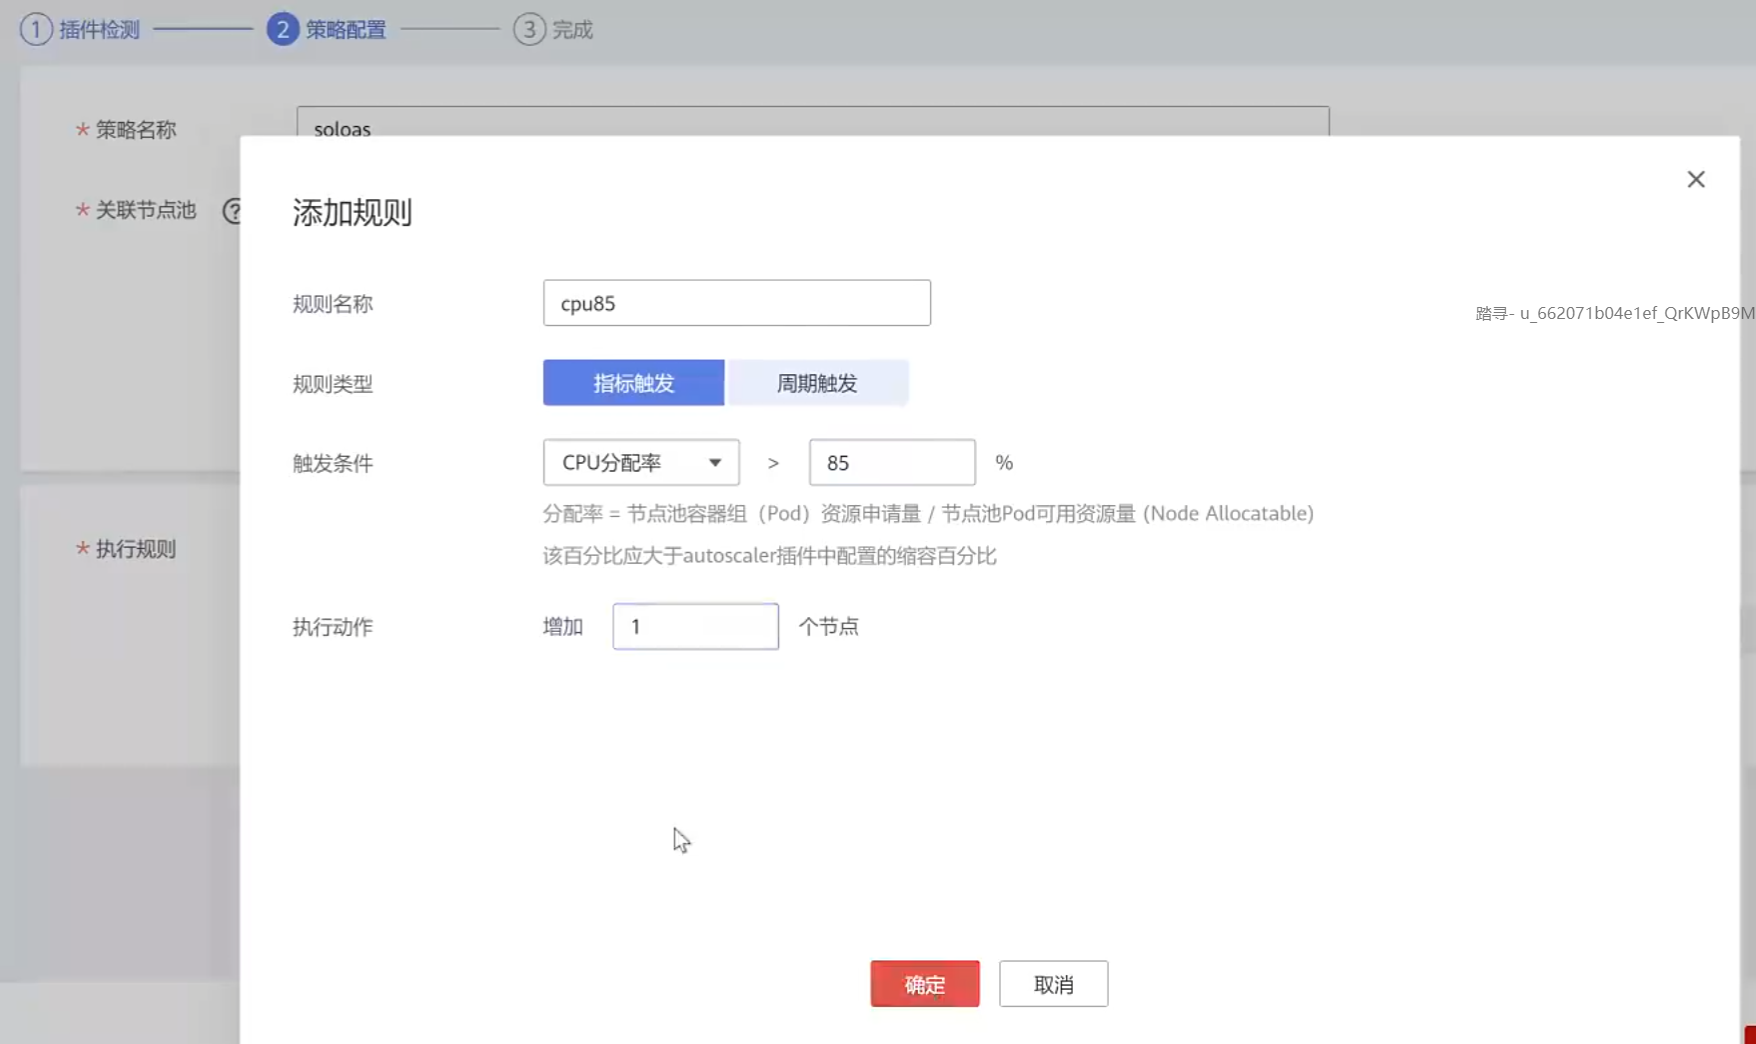 1 插件检测 2 策略配置 3 完成
* 策略名称 soloas
* 关联节点池 ?
添加规则
规则名称 cpu85
踏寻- u_662071b04e1ef_QrKWpB9M
规则类型 指标触发 周期触发
触发条件 CPU分配率 > 85 %
分配率 = 节点池容器组（Pod）资源申请量 / 节点池Pod可用资源量 (Node Allocatable)
* 执行规则
该百分比应大于autoscaler插件中配置的缩容百分比
执行动作 增加 1 个节点
确定 取消